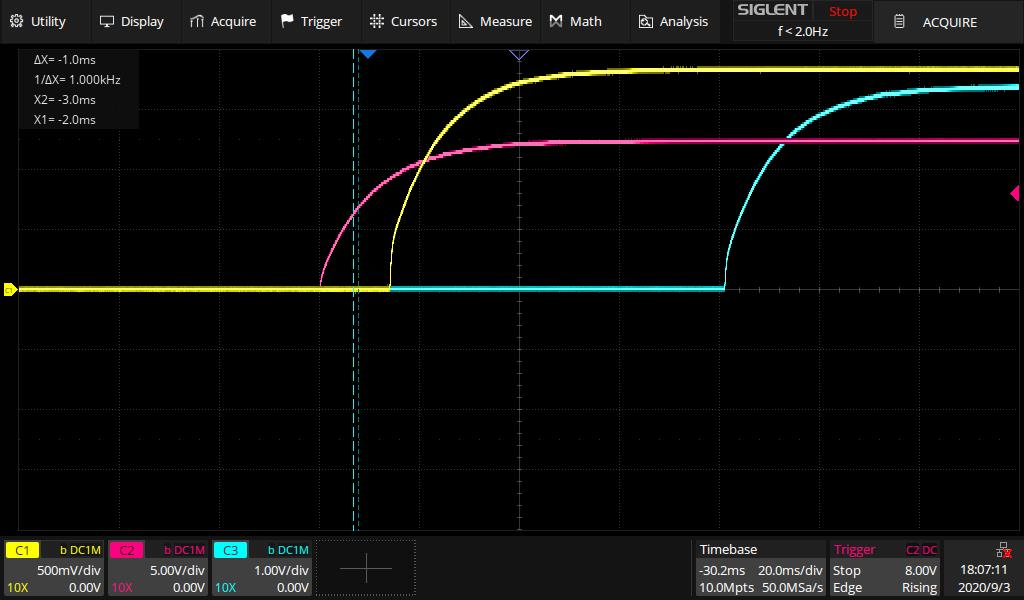 Utility Display Acquire Trigger Cursors Measure Math Analysis SIGLENT Stop ACQUIRE
f < 2.0Hz
ΔX= -1.0ms
1/ΔX= 1.000kHz
X2= -3.0ms
X1= -2.0ms
C1
C1 b DC1M C2 b DC1M C3 b DC1M Timebase Trigger C2 DC
500mV/div 5.00V/div 1.00V/div -30.2ms 20.0ms/div Stop 8.00V 18:07:11
10X 0.00V 10X 0.00V 10X 0.00V 10.0Mpts 50.0MSa/s Edge Rising 2020/9/3